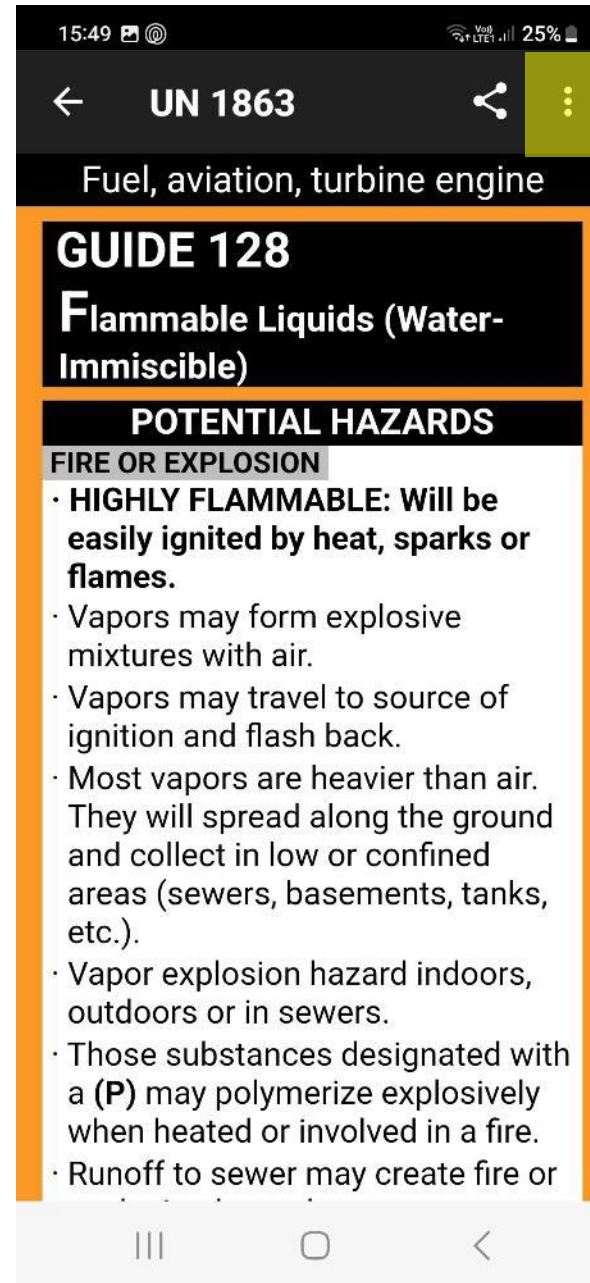 15:49 Vo)) LTE1 25%
UN 1863
Fuel, aviation, turbine engine
GUIDE 128
Flammable Liquids (Water-
Immiscible)
POTENTIAL HAZARDS
FIRE OR EXPLOSION
· HIGHLY FLAMMABLE: Will be
easily ignited by heat, sparks or
flames.
· Vapors may form explosive
mixtures with air.
· Vapors may travel to source of
ignition and flash back.
· Most vapors are heavier than air.
They will spread along the ground
and collect in low or confined
areas (sewers, basements, tanks,
etc.).
· Vapor explosion hazard indoors,
outdoors or in sewers.
· Those substances designated with
a (P) may polymerize explosively
when heated or involved in a fire.
· Runoff to sewer may create fire or